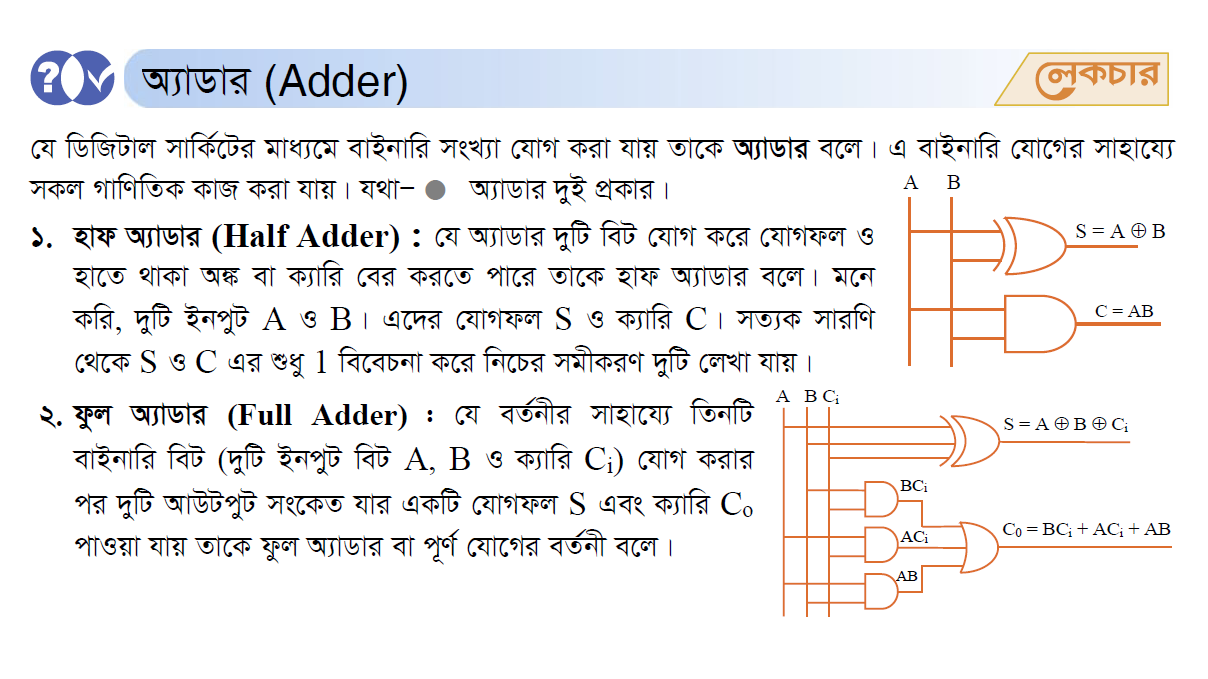 অ্যাডার (Adder)
লেকচার
যে ডিজিটাল সার্কিটের মাধ্যমে বাইনারি সংখ্যা যোগ করা যায় তাকে অ্যাডার বলে। এ বাইনারি যোগের সাহায্যে
সকল গাণিতিক কাজ করা যায়। যথা– ● অ্যাডার দুই প্রকার।
১. হাফ অ্যাডার (Half Adder) : যে অ্যাডার দুটি বিট যোগ করে যোগফল ও
হাতে থাকা অঙ্ক বা ক্যারি বের করতে পারে তাকে হাফ অ্যাডার বলে। মনে
করি, দুটি ইনপুট A ও B। এদের যোগফল S ও ক্যারি C। সত্যক সারণি
থেকে S ও C এর শুধু 1 বিবেচনা করে নিচের সমীকরণ দুটি লেখা যায়।
A B
S = A ⊕ B
C = AB
২. ফুল অ্যাডার (Full Adder) : যে বর্তনীর সাহায্যে তিনটি
বাইনারি বিট (দুটি ইনপুট বিট A, B ও ক্যারি Cᵢ) যোগ করার
পর দুটি আউটপুট সংকেত যার একটি যোগফল S এবং ক্যারি Cₒ
পাওয়া যায় তাকে ফুল অ্যাডার বা পূর্ণ যোগের বর্তনী বলে।
A B Cᵢ
S = A ⊕ B ⊕ Cᵢ
BCᵢ
ACᵢ
AB
C₀ = BCᵢ + ACᵢ + AB